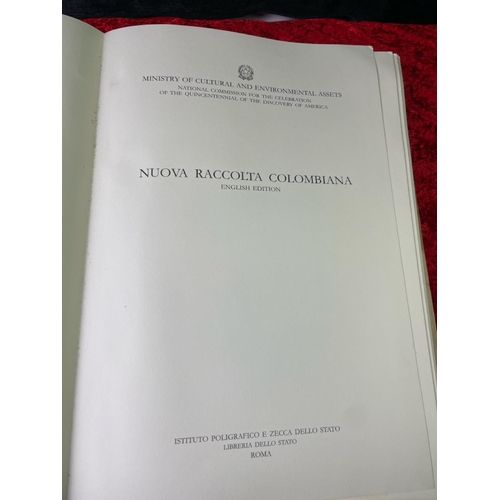 MINISTRY OF CULTURAL AND ENVIRONMENTAL ASSETS
NATIONAL COMMISSION FOR THE CELEBRATION
OF THE QUINCENTENNIAL OF THE DISCOVERY OF AMERICA
NUOVA RACCOLTA COLOMBIANA
ENGLISH EDITION
ISTITUTO POLIGRAFICO E ZECCA DELLO STATO
LIBRERIA DELLO STATO
ROMA